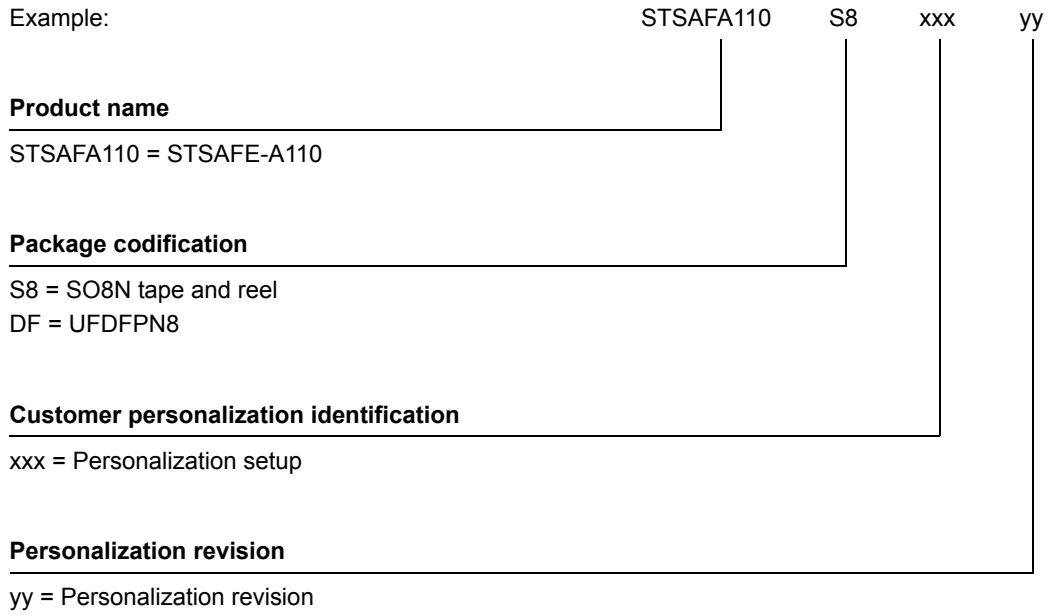 Example: STSAFA110 S8 xxx yy
Product name
STSAFA110 = STSAFE-A110
Package codification
S8 = SO8N tape and reel
DF = UFDFPN8
Customer personalization identification
xxx = Personalization setup
Personalization revision
yy = Personalization revision